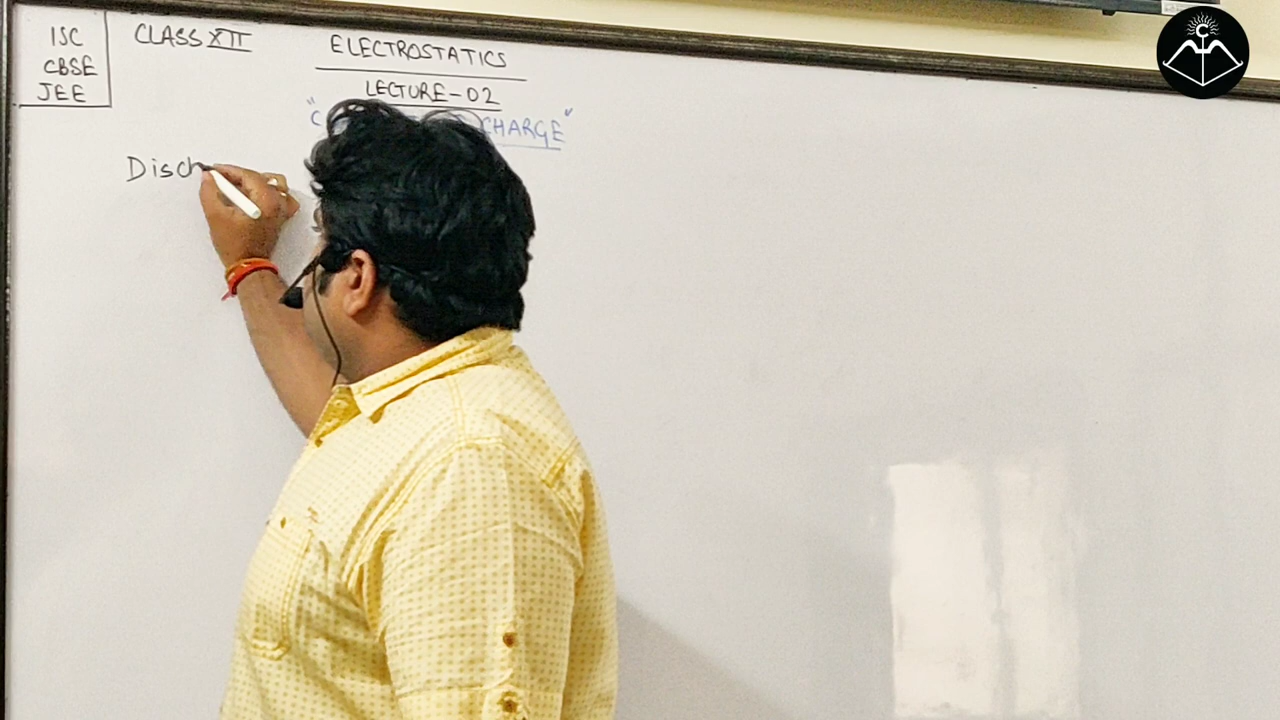 ISC
CBSE
JEE
CLASS XII
ELECTROSTATICS
LECTURE-02
"C CHARGE"
Disch
C